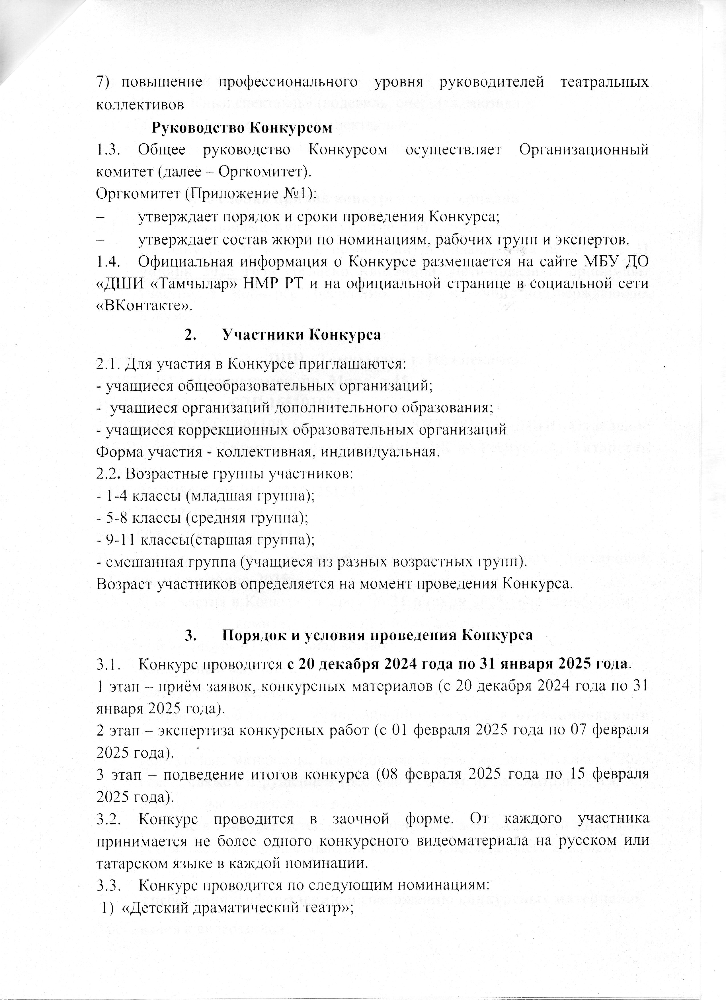 7) повышение профессионального уровня руководителей театральных
коллективов
Руководство Конкурсом
1.3. Общее руководство Конкурсом осуществляет Организационный
комитет (далее – Оргкомитет).
Оргкомитет (Приложение №1):
– утверждает порядок и сроки проведения Конкурса;
– утверждает состав жюри по номинациям, рабочих групп и экспертов.
1.4. Официальная информация о Конкурсе размещается на сайте МБУ ДО
«ДШИ «Тамчылар» НМР РТ и на официальной странице в социальной сети
«ВКонтакте».
2. Участники Конкурса
2.1. Для участия в Конкурсе приглашаются:
- учащиеся общеобразовательных организаций;
- учащиеся организаций дополнительного образования;
- учащиеся коррекционных образовательных организаций
Форма участия - коллективная, индивидуальная.
2.2. Возрастные группы участников:
- 1-4 классы (младшая группа);
- 5-8 классы (средняя группа);
- 9-11 классы(старшая группа);
- смешанная группа (учащиеся из разных возрастных групп).
Возраст участников определяется на момент проведения Конкурса.
3. Порядок и условия проведения Конкурса
3.1. Конкурс проводится с 20 декабря 2024 года по 31 января 2025 года.
1 этап – приём заявок, конкурсных материалов (с 20 декабря 2024 года по 31
января 2025 года).
2 этап – экспертиза конкурсных работ (с 01 февраля 2025 года по 07 февраля
2025 года).
3 этап – подведение итогов конкурса (08 февраля 2025 года по 15 февраля
2025 года).
3.2. Конкурс проводится в заочной форме. От каждого участника
принимается не более одного конкурсного видеоматериала на русском или
татарском языке в каждой номинации.
3.3. Конкурс проводится по следующим номинациям:
1) «Детский драматический театр»;